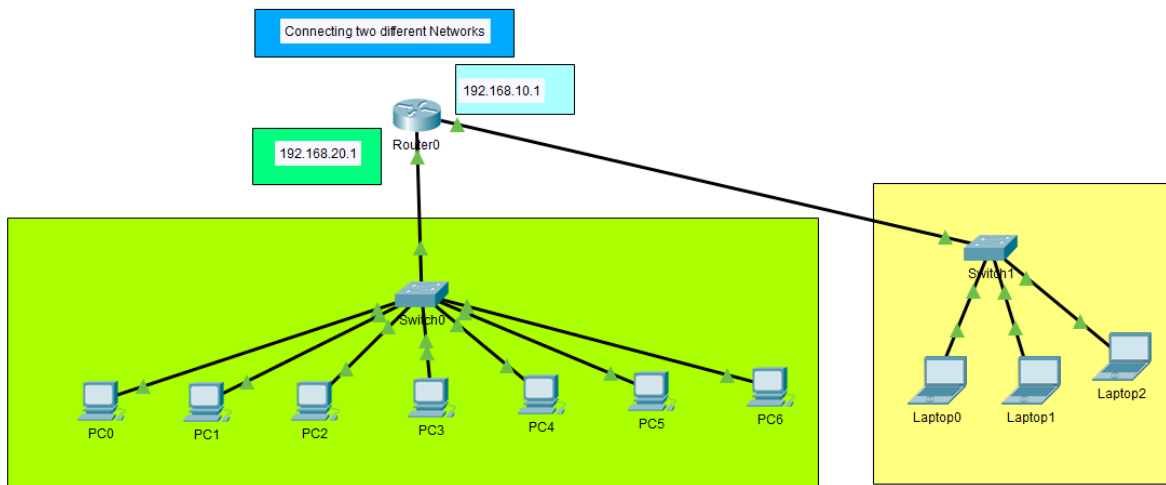 Connecting two different Networks
192.168.10.1
Router0
192.168.20.1
Switch1
Switch0
PC0
PC1
PC2
PC3
PC4
PC5
PC6
Laptop0
Laptop1
Laptop2